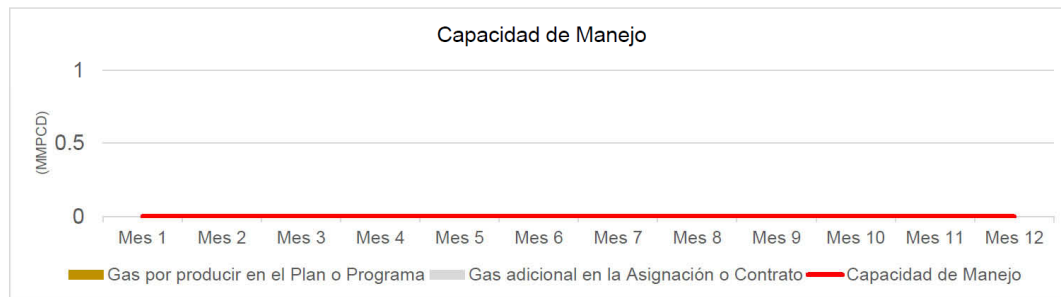 Capacidad de Manejo
(MMPCD)
1
0.5
0
Mes 1 Mes 2 Mes 3 Mes 4 Mes 5 Mes 6 Mes 7 Mes 8 Mes 9 Mes 10 Mes 11 Mes 12
Gas por producir en el Plan o Programa Gas adicional en la Asignación o Contrato Capacidad de Manejo